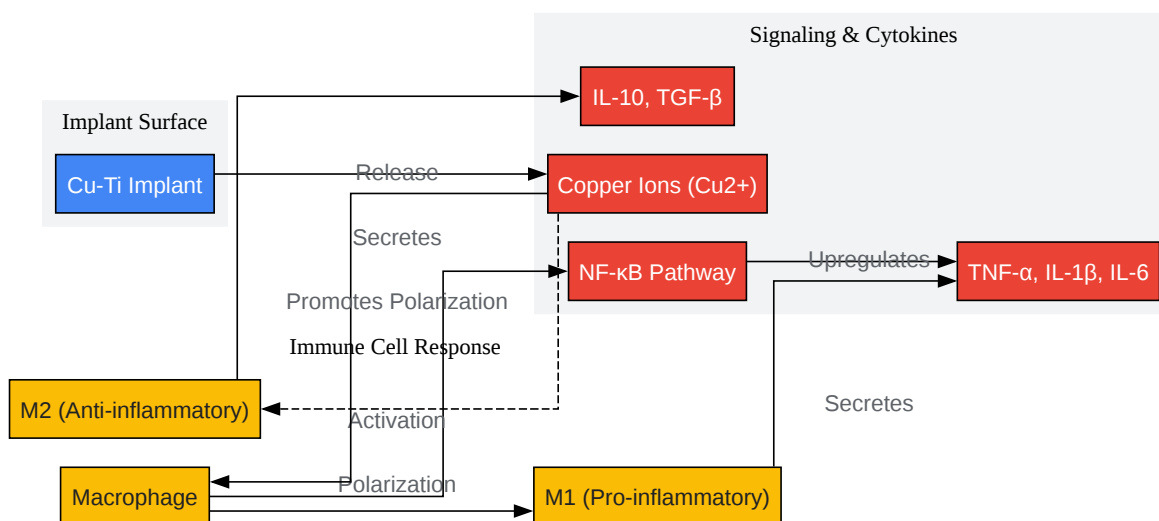 Signaling & Cytokines
IL-10, TGF-β
Implant Surface
Cu-Ti Implant
Release
Copper Ions (Cu2+)
Secretes
NF-κB Pathway
Upregulates
TNF-α, IL-1β, IL-6
Promotes Polarization
Immune Cell Response
M2 (Anti-inflammatory)
Activation
Secretes
Macrophage
Polarization
M1 (Pro-inflammatory)